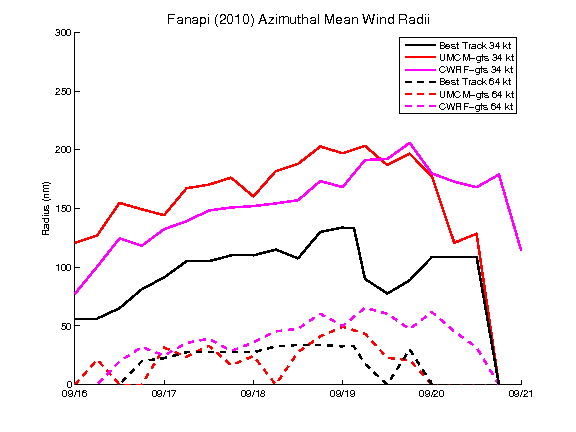 Fanapi (2010) Azimuthal Mean Wind Radii
300
250
200
150
100
50
0
Radius (nm)
Best Track 34 kt
UMCM-gfs 34 kt
CWRF-gfs 34 kt
Best Track 64 kt
UMCM-gfs 64 kt
CWRF-gfs 64 kt
09/16 09/17 09/18 09/19 09/20 09/21